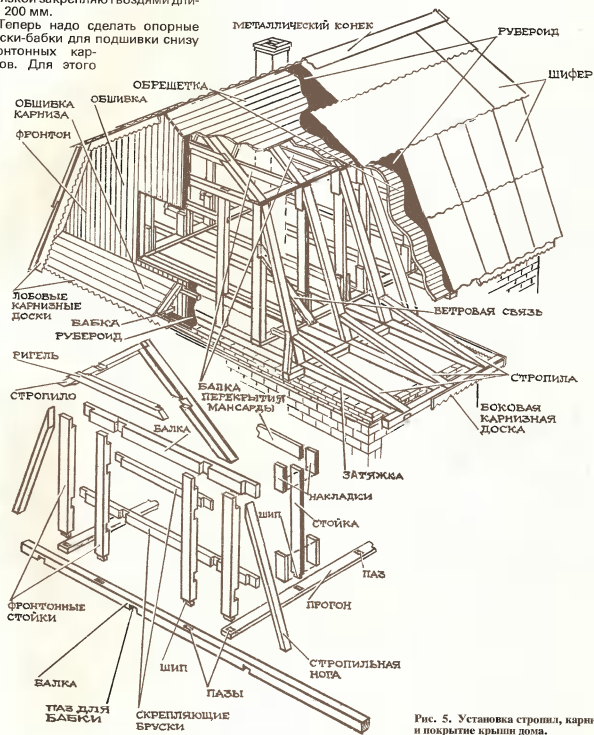 зкой закрепляют гвоздями дли-
200 мм.
Теперь надо сделать опорные
ски-бабки для подшивки снизу
онтонных кар-
ов. Для этого
МЕТАЛЛИЧЕСКИЙ КОНЕК
РУБЕРОИД
ШИФЕР
ОБРЕШЕТКА
ОБШИВКА
КАРНИЗА
ОБШИВКА
ФРОНТОН
ЛОБОВЫЕ
КАРНИЗНЫЕ
ДОСКИ
БАБКА
РУБЕРОИД
ВЕТРОВАЯ СВЯЗЬ
РИГЕЛЬ
СТРОПИЛО
БАЛКА
ПЕРЕКРЫТИЯ
МАНСАРДЫ
СТРОПИЛА
БОКОВАЯ
КАРНИЗНАЯ
ДОСКА
БАЛКА
ЗАТЯЖКА
НАКЛАДКИ
ШИП
СТОЙКА
ПАЗ
ПРОГОН
ФРОНТОННЫЕ
СТОЙКИ
ШИП
СТРОПИЛЬНАЯ
НОГА
БАЛКА
ПАЗЫ
ПАЗ ДЛЯ
БАБКИ
СКРЕПЛЯЮЩИЕ
БРУСКИ
Рис. 5. Установка стропил, карни
и покрытие крыши дома.